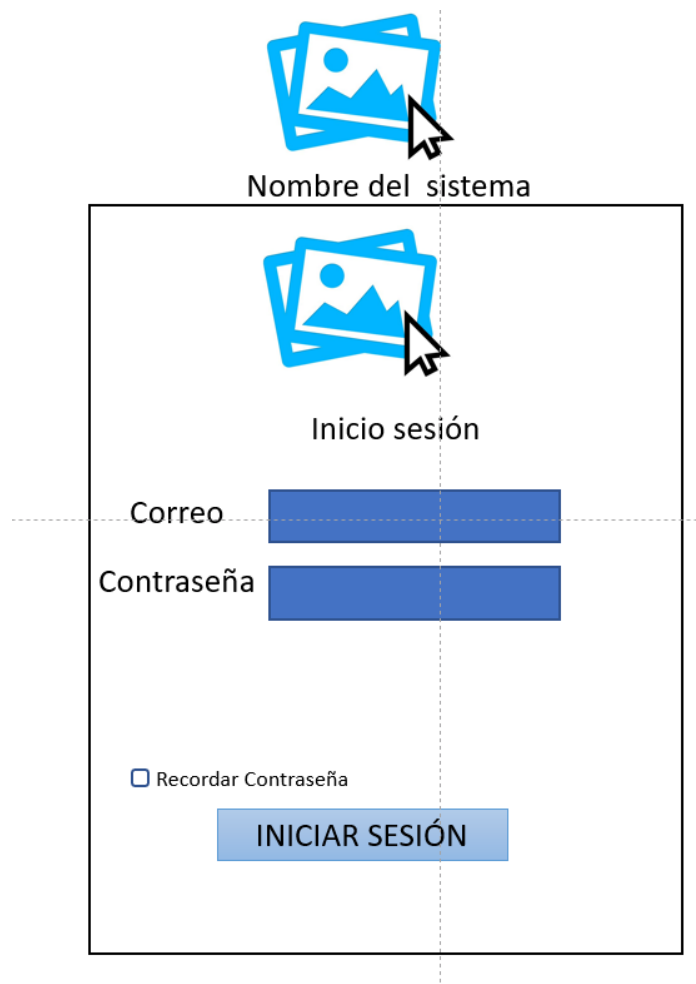 Nombre del  sistema
Inicio sesión
Correo
Contraseña
Recordar Contraseña
INICIAR SESIÓN